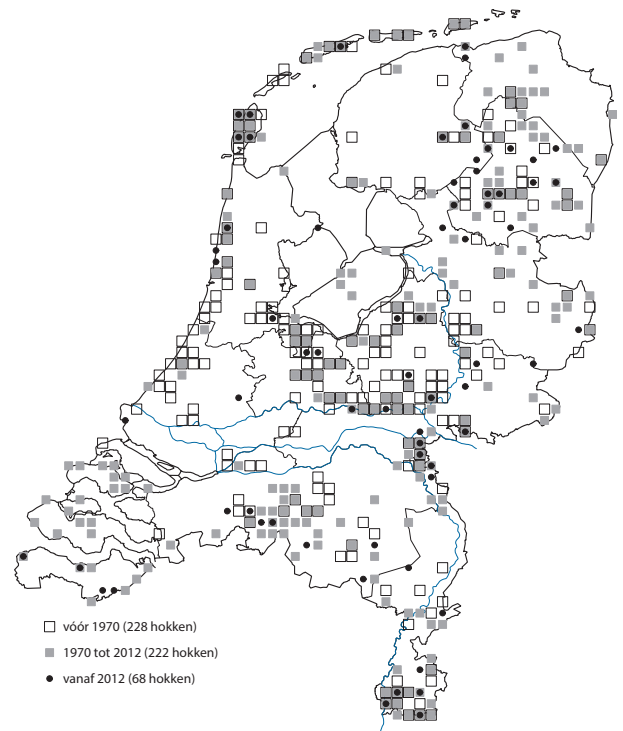 vóór 1970 (228 hokken)
1970 tot 2012 (222 hokken)
vanaf 2012 (68 hokken)